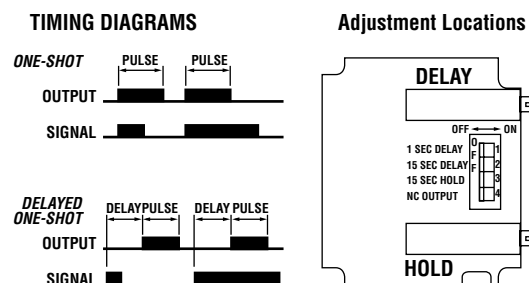 TIMING DIAGRAMS
ONE-SHOT
PULSE PULSE
OUTPUT
SIGNAL
DELAYED
ONE-SHOT
DELAY PULSE DELAY PULSE
OUTPUT
SIGNAL
Adjustment Locations
DELAY
OFF ON
OFF
1 SEC DELAY 1
15 SEC DELAY 2
15 SEC HOLD 3
NC OUTPUT 4
HOLD